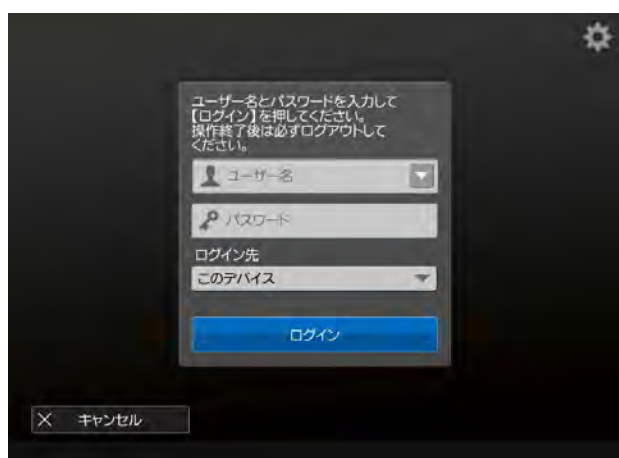 ユーザー名とパスワードを入力して
【ログイン】を押してください。
操作終了後は必ずログアウトして
ください。
ユーザー名
パスワード
ログイン先
このデバイス
ログイン
キャンセル